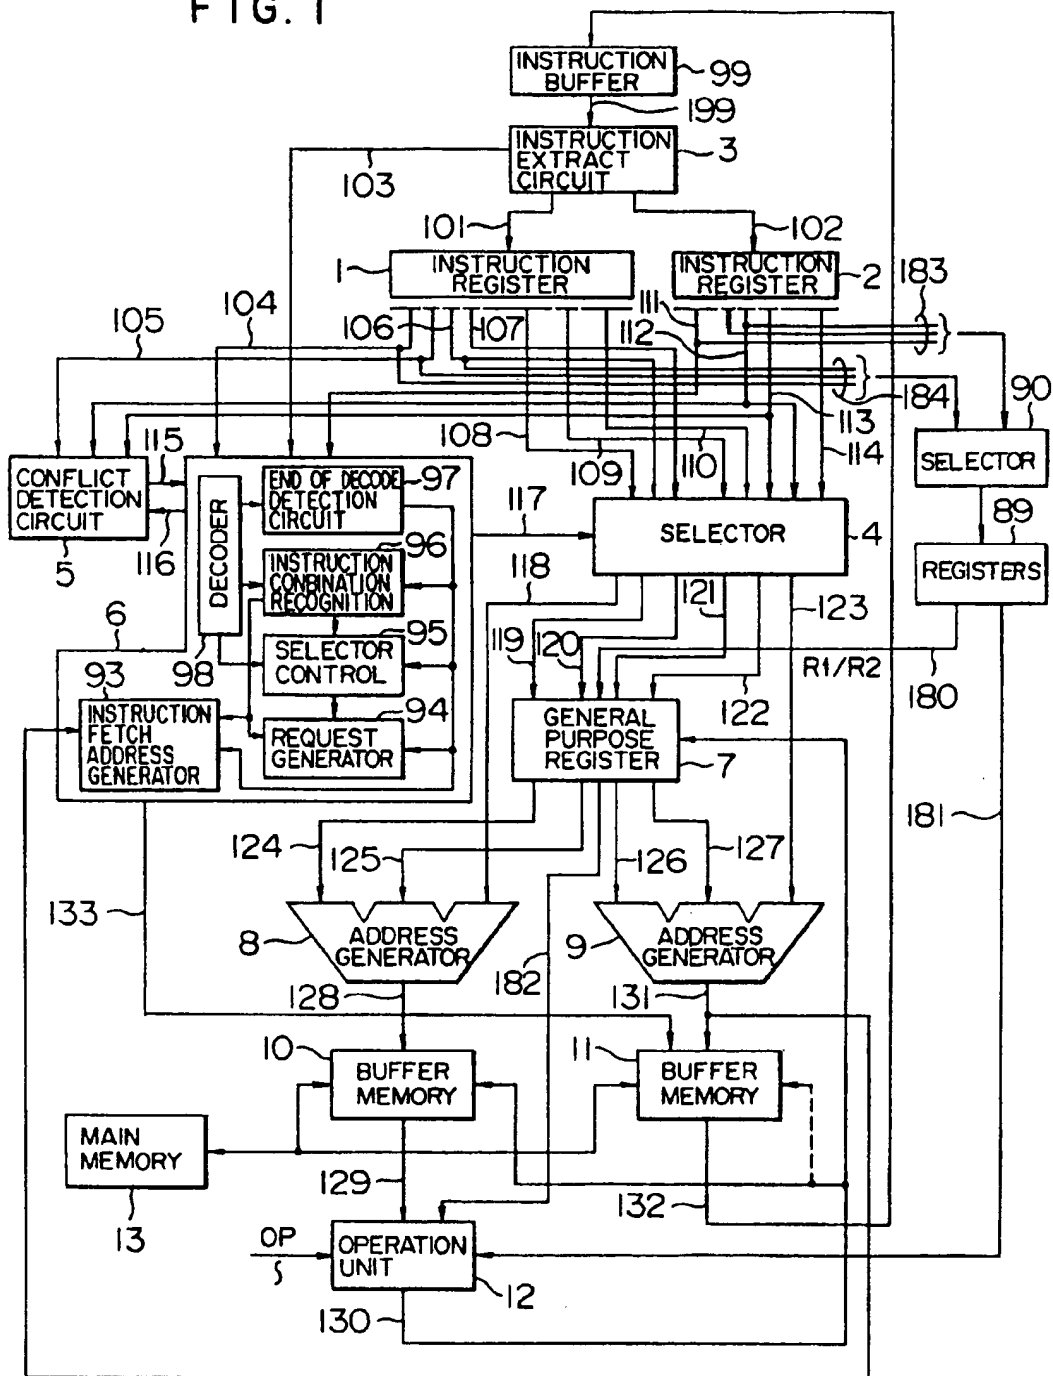 FIG. 1
INSTRUCTION
BUFFER
99
199
INSTRUCTION
EXTRACT
CIRCUIT
3
103
101
102
1
INSTRUCTION
REGISTER
INSTRUCTION
REGISTER
2
183
111
104
105
106
107
112
184
90
113
108
109
110
114
SELECTOR
CONFLICT
DETECTION
CIRCUIT
5
115
116
DECODER
98
END OF DECODE
DETECTION
CIRCUIT
97
117
SELECTOR
4
89
REGISTERS
96
INSTRUCTION
CONBINATION
RECOGNITION
118
121
123
6
95
SELECTOR
CONTROL
119
120
R1/R2
180
93
INSTRUCTION
FETCH
ADDRESS
GENERATOR
94
REQUEST
GENERATOR
GENERAL
PURPOSE
REGISTER
7
122
181
124
125
126
127
133
8
ADDRESS
GENERATOR
9
ADDRESS
GENERATOR
128
182
131
10
BUFFER
MEMORY
11
BUFFER
MEMORY
MAIN
MEMORY
13
129
132
OP
OPERATION
UNIT
12
130